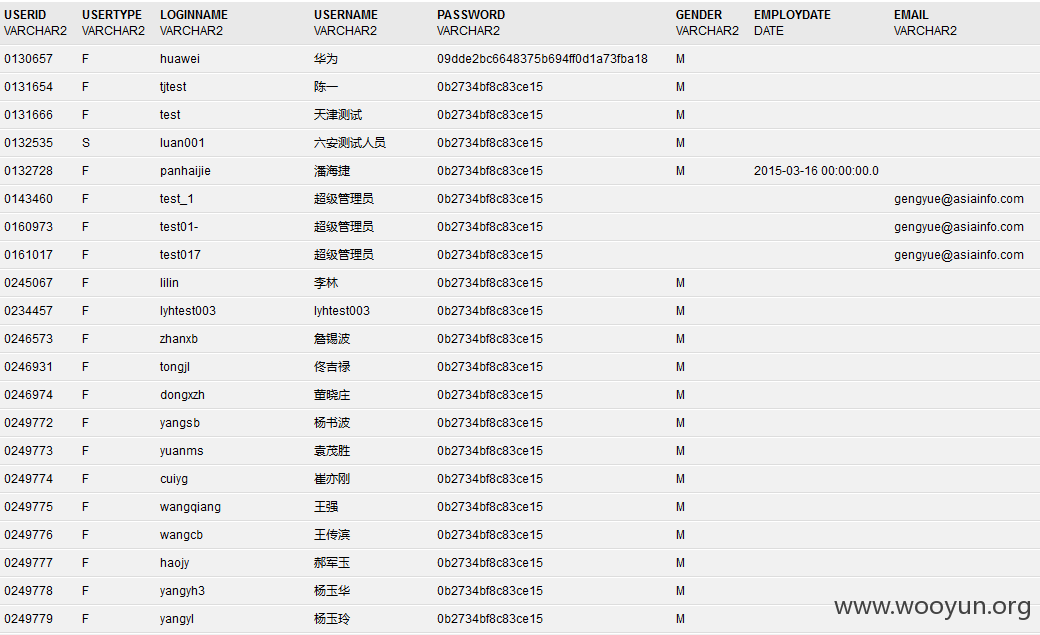 USERID USERTYPE LOGINNAME USERNAME PASSWORD GENDER EMPLOYDATE EMAIL
VARCHAR2 VARCHAR2 VARCHAR2 VARCHAR2 VARCHAR2 VARCHAR2 DATE VARCHAR2
0130657 F huawei 华为 09dde2bc6648375b694ff0d1a73fba18 M
0131654 F tjtest 陈一 0b2734bf8c83ce15 M
0131666 F test 天津测试 0b2734bf8c83ce15 M
0132535 S luan001 六安测试人员 0b2734bf8c83ce15 M
0132728 F panhaijie 潘海捷 0b2734bf8c83ce15 M 2015-03-16 00:00:00.0
0143460 F test_1 超级管理员 0b2734bf8c83ce15 gengyue@asiainfo.com
0160973 F test01- 超级管理员 0b2734bf8c83ce15 gengyue@asiainfo.com
0161017 F test017 超级管理员 0b2734bf8c83ce15 gengyue@asiainfo.com
0245067 F lilin 李林 0b2734bf8c83ce15 M
0234457 F lyhtest003 lyhtest003 0b2734bf8c83ce15 M
0246573 F zhanxb 詹锡波 0b2734bf8c83ce15 M
0246931 F tongjl 佟吉禄 0b2734bf8c83ce15 M
0246974 F dongxzh 董晓庄 0b2734bf8c83ce15 M
0249772 F yangsb 杨书波 0b2734bf8c83ce15 M
0249773 F yuanms 袁茂胜 0b2734bf8c83ce15 M
0249774 F cuiyg 崔亦刚 0b2734bf8c83ce15 M
0249775 F wangqiang 王强 0b2734bf8c83ce15 M
0249776 F wangcb 王传滨 0b2734bf8c83ce15 M
0249777 F haojy 郝军玉 0b2734bf8c83ce15 M
0249778 F yangyh3 杨玉华 0b2734bf8c83ce15 M
0249779 F yangyl 杨玉玲 0b2734bf8c83ce15 M
www.wooyun.org